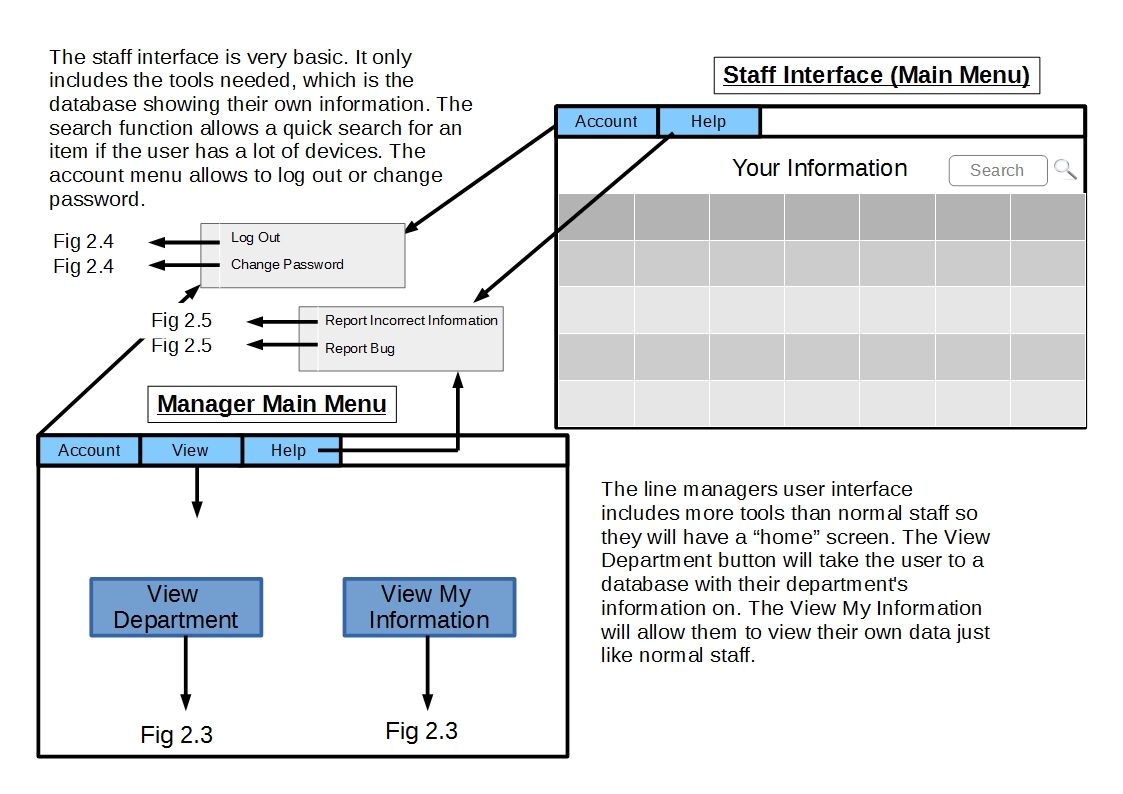 The staff interface is very basic. It only
includes the tools needed, which is the
database showing their own information. The
search function allows a quick search for an
item if the user has a lot of devices. The
account menu allows to log out or change
password.
Staff Interface (Main Menu)
Account
Help
Your Information
Search
Fig 2.4
Log Out
Fig 2.4
Change Password
Fig 2.5
Report Incorrect Information
Fig 2.5
Report Bug
Manager Main Menu
Account
View
Help
View
Department
View My
Information
Fig 2.3
Fig 2.3
The line managers user interface
includes more tools than normal staff so
they will have a “home” screen. The View
Department button will take the user to a
database with their department's
information on. The View My Information
will allow them to view their own data just
like normal staff.